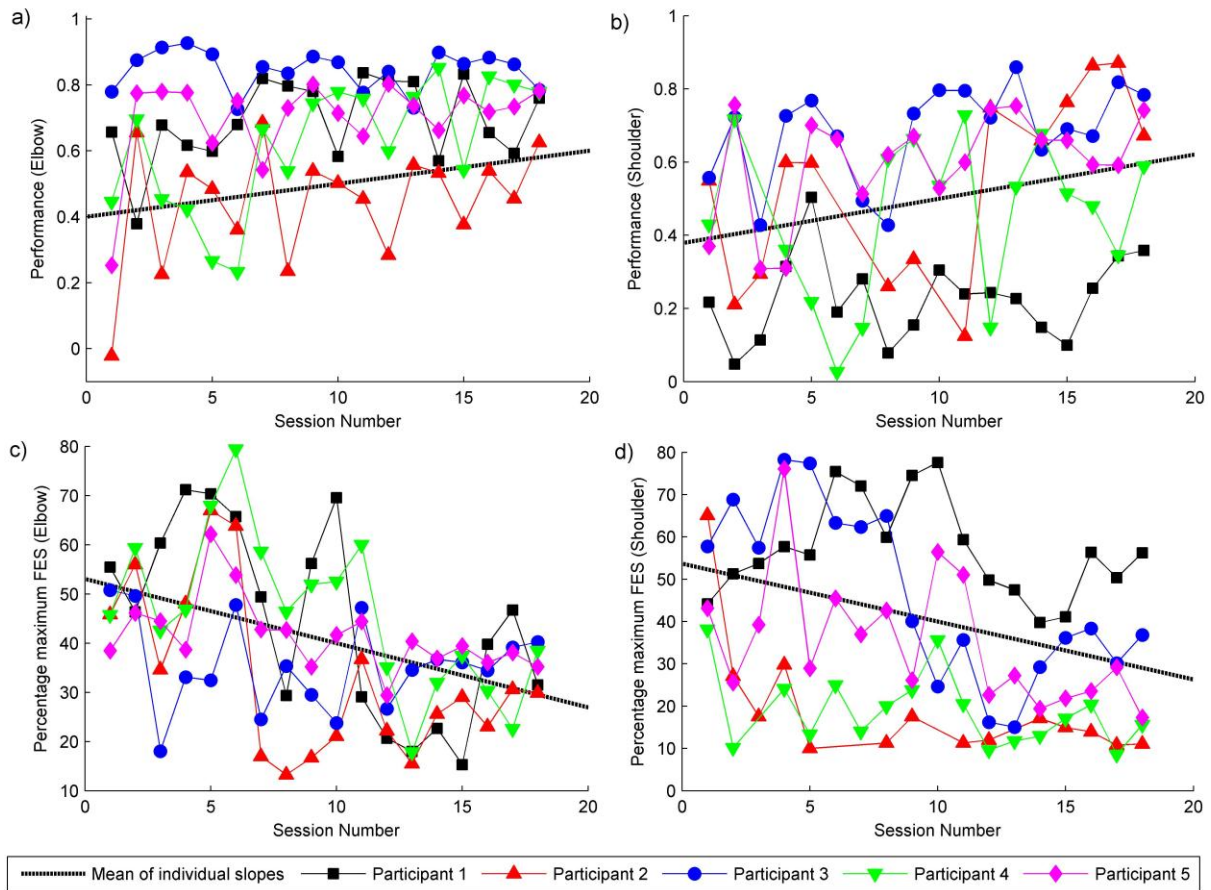 a)
Performance (Elbow)
1
0.8
0.6
0.4
0.2
0
0 5 10 15 20
Session Number
b)
Performance (Shoulder)
1
0.8
0.6
0.4
0.2
0
0 5 10 15 20
Session Number
c)
Percentage maximum FES (Elbow)
80
70
60
50
40
30
20
10
0 5 10 15 20
Session Number
d)
Percentage maximum FES (Shoulder)
80
70
60
50
40
30
20
10
0
0 5 10 15 20
Session Number
Mean of individual slopes Participant 1 Participant 2 Participant 3 Participant 4 Participant 5